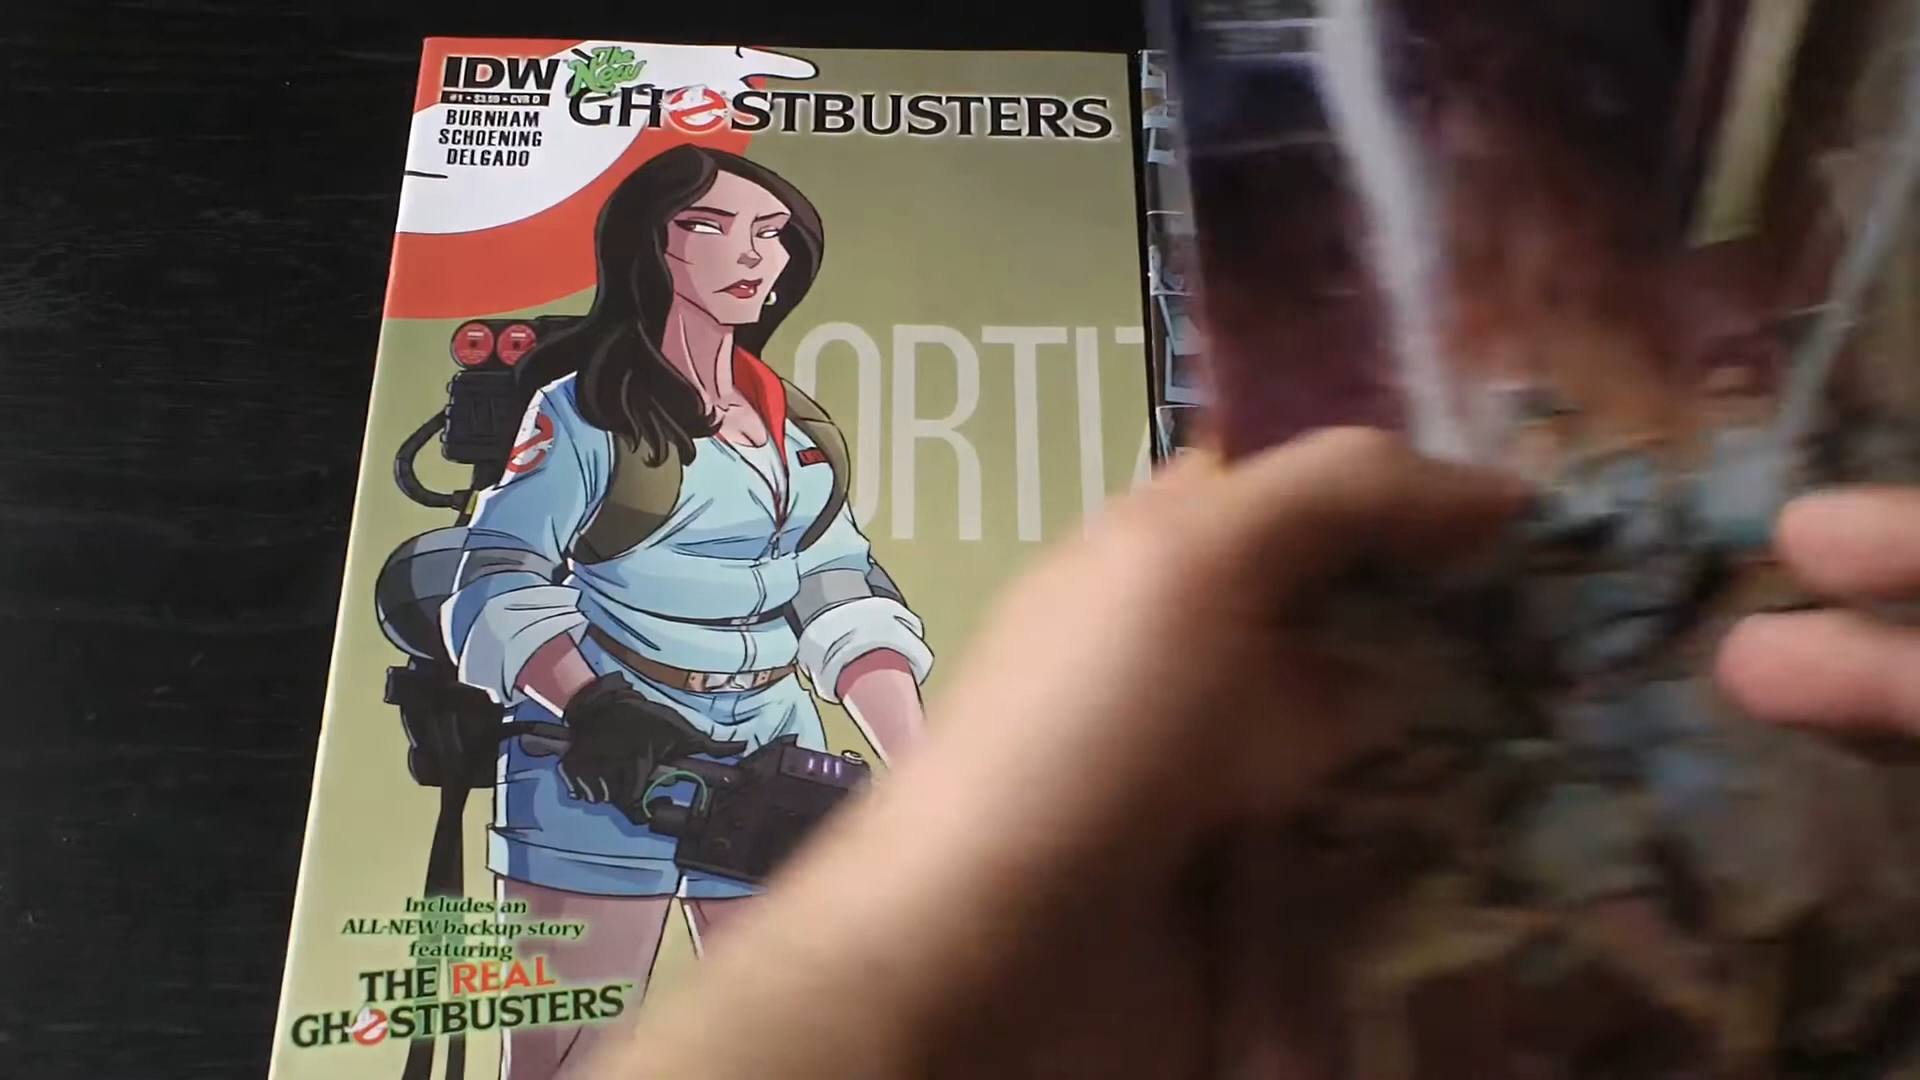 IDW
The New
GHOSTBUSTERS
#1 • $3.99 • CVR D
BURNHAM
SCHOENING
DELGADO
ORTIZ
Includes an
ALL-NEW backup story
featuring
THE REAL
GHOSTBUSTERS™